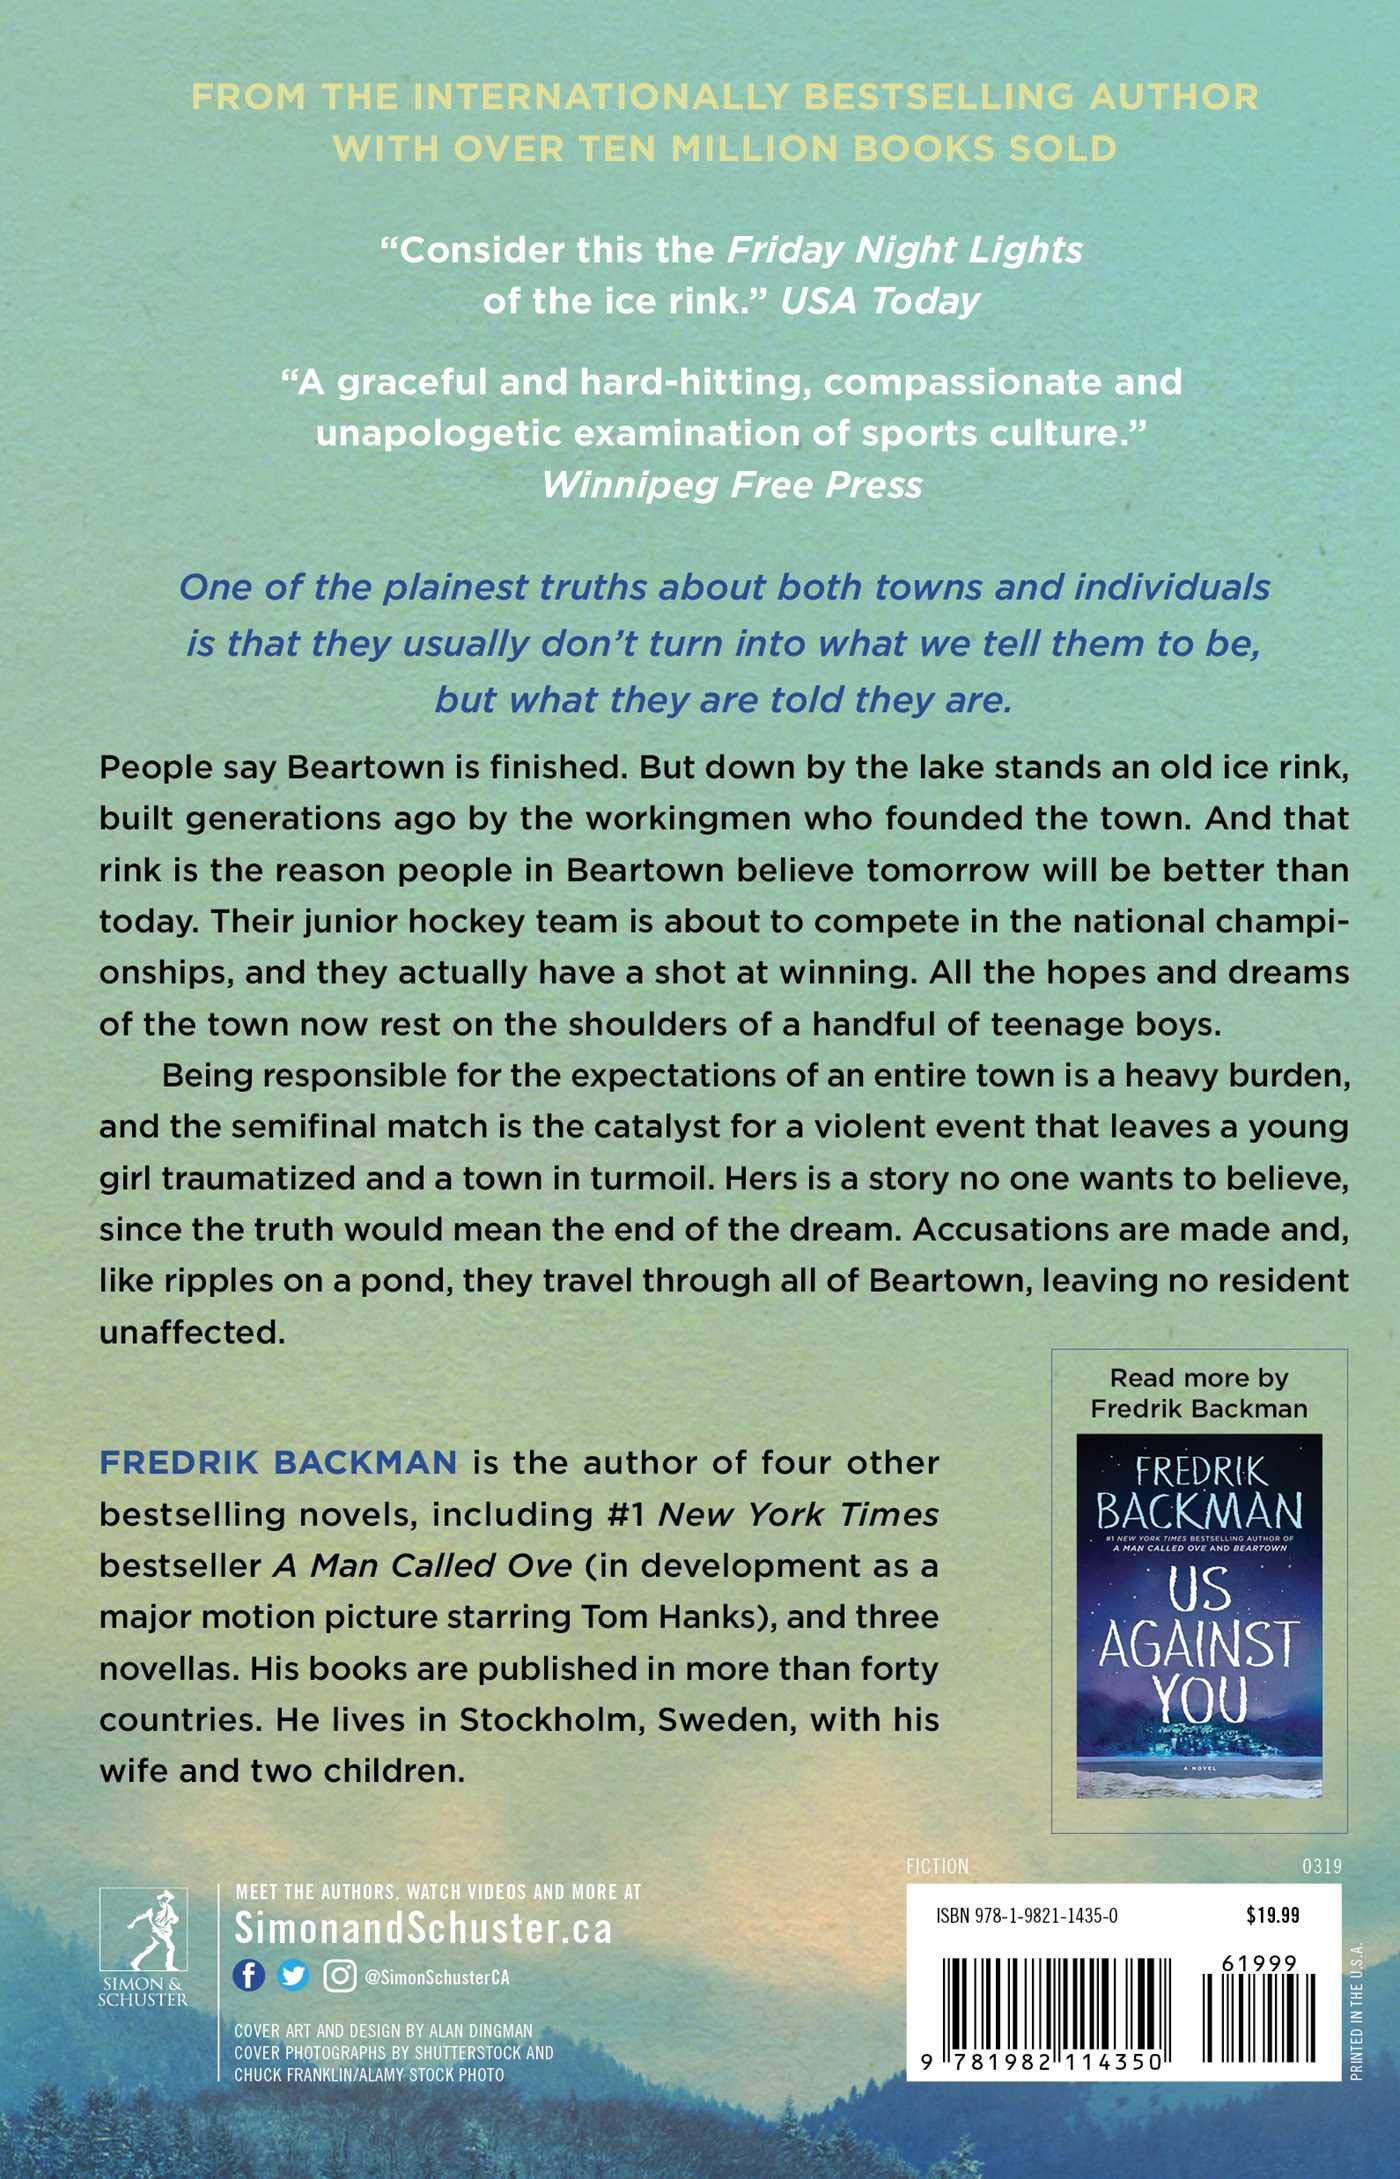 FROM THE INTERNATIONALLY BESTSELLING AUTHOR
WITH OVER TEN MILLION BOOKS SOLD
“Consider this the Friday Night Lights
of the ice rink.” USA Today
“A graceful and hard-hitting, compassionate and
unapologetic examination of sports culture.”
Winnipeg Free Press
One of the plainest truths about both towns and individuals
is that they usually don’t turn into what we tell them to be,
but what they are told they are.
People say Beartown is finished. But down by the lake stands an old ice rink,
built generations ago by the workingmen who founded the town. And that
rink is the reason people in Beartown believe tomorrow will be better than
today. Their junior hockey team is about to compete in the national champi-
onships, and they actually have a shot at winning. All the hopes and dreams
of the town now rest on the shoulders of a handful of teenage boys.
Being responsible for the expectations of an entire town is a heavy burden,
and the semifinal match is the catalyst for a violent event that leaves a young
girl traumatized and a town in turmoil. Hers is a story no one wants to believe,
since the truth would mean the end of the dream. Accusations are made and,
like ripples on a pond, they travel through all of Beartown, leaving no resident
unaffected.
FREDRIK BACKMAN is the author of four other
bestselling novels, including #1 New York Times
bestseller A Man Called Ove (in development as a
major motion picture starring Tom Hanks), and three
novellas. His books are published in more than forty
countries. He lives in Stockholm, Sweden, with his
wife and two children.
Read more by
Fredrik Backman
FREDRIK
BACKMAN
#1 NEW YORK TIMES BESTSELLING AUTHOR OF
A MAN CALLED OVE AND BEARTOWN
US
AGAINST
YOU
A NOVEL
SIMON &
SCHUSTER
MEET THE AUTHORS, WATCH VIDEOS AND MORE AT
SimonandSchuster.ca
@SimonSchusterCA
COVER ART AND DESIGN BY ALAN DINGMAN
COVER PHOTOGRAPHS BY SHUTTERSTOCK AND
CHUCK FRANKLIN/ALAMY STOCK PHOTO
FICTION 0319
ISBN 978-1-9821-1435-0 $19.99
61999
9 781982 114350
PRINTED IN THE U.S.A.